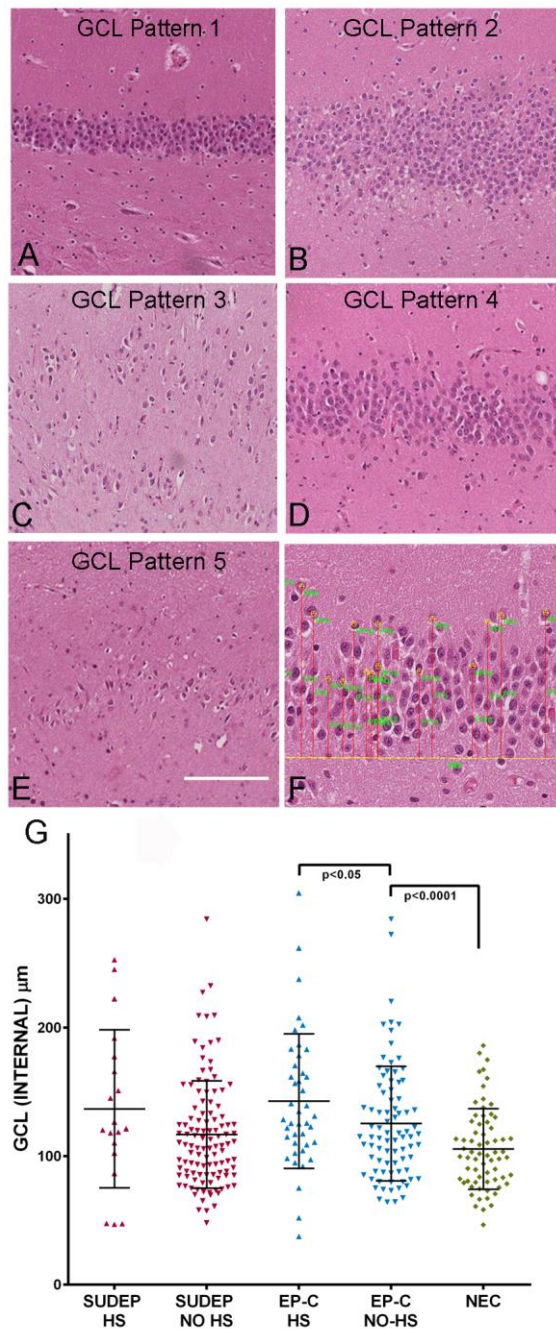 GCL Pattern 1
A
GCL Pattern 2
B
GCL Pattern 3
C
GCL Pattern 4
D
GCL Pattern 5
E
F
G
p<0.05
p<0.0001
GCL (INTERNAL) µm
300
200
100
0
SUDEP HS
SUDEP NO HS
EP-C HS
EP-C NO-HS
NEC